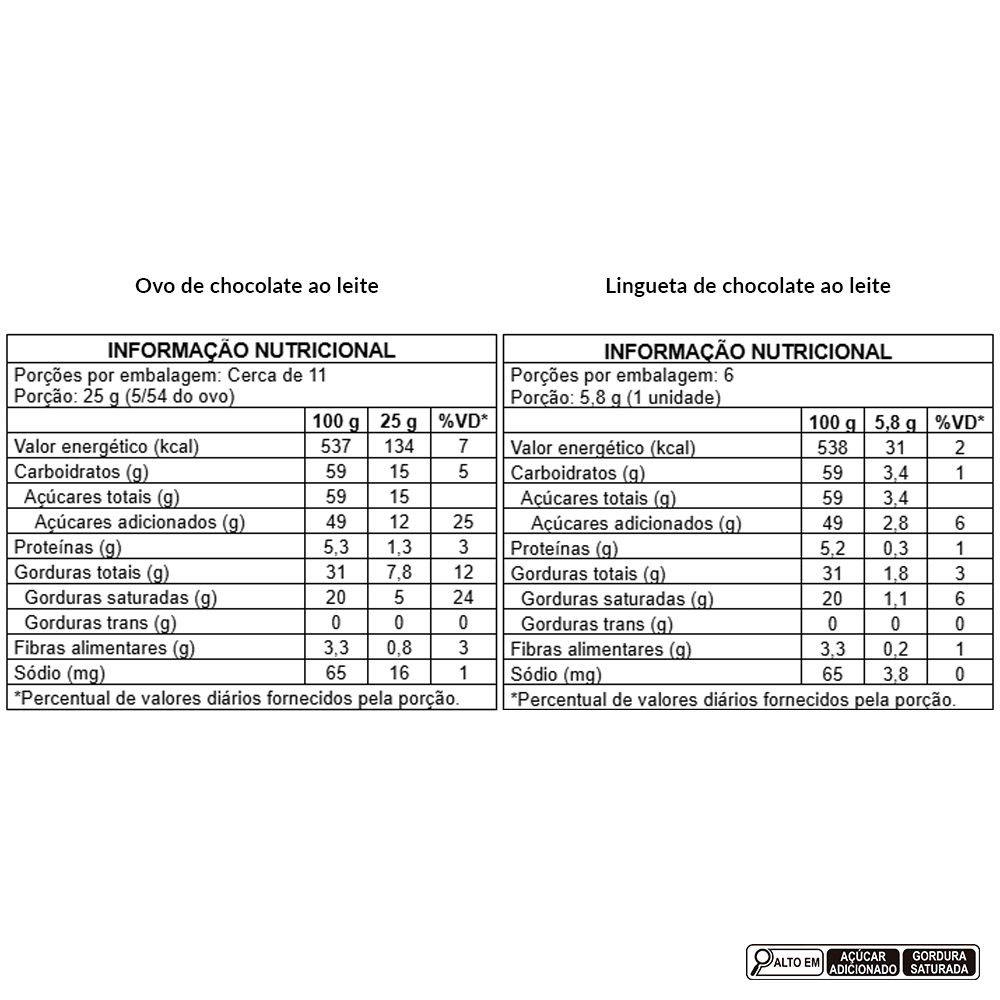 Ovo de chocolate ao leite
INFORMAÇÃO NUTRICIONAL
Porções por embalagem: Cerca de 11
Porção: 25 g (5/54 do ovo)
100 g 25 g %VD*
Valor energético (kcal) 537 134 7
Carboidratos (g) 59 15 5
Açúcares totais (g) 59 15
Açúcares adicionados (g) 49 12 25
Proteínas (g) 5,3 1,3 3
Gorduras totais (g) 31 7,8 12
Gorduras saturadas (g) 20 5 24
Gorduras trans (g) 0 0 0
Fibras alimentares (g) 3,3 0,8 3
Sódio (mg) 65 16 1
*Percentual de valores diários fornecidos pela porção.
Lingueta de chocolate ao leite
INFORMAÇÃO NUTRICIONAL
Porções por embalagem: 6
Porção: 5,8 g (1 unidade)
100 g 5,8 g %VD*
Valor energético (kcal) 538 31 2
Carboidratos (g) 59 3,4 1
Açúcares totais (g) 59 3,4
Açúcares adicionados (g) 49 2,8 6
Proteínas (g) 5,2 0,3 1
Gorduras totais (g) 31 1,8 3
Gorduras saturadas (g) 20 1,1 6
Gorduras trans (g) 0 0 0
Fibras alimentares (g) 3,3 0,2 1
Sódio (mg) 65 3,8 0
*Percentual de valores diários fornecidos pela porção.
ALTO EM
AÇÚCAR
ADICIONADO
GORDURA
SATURADA